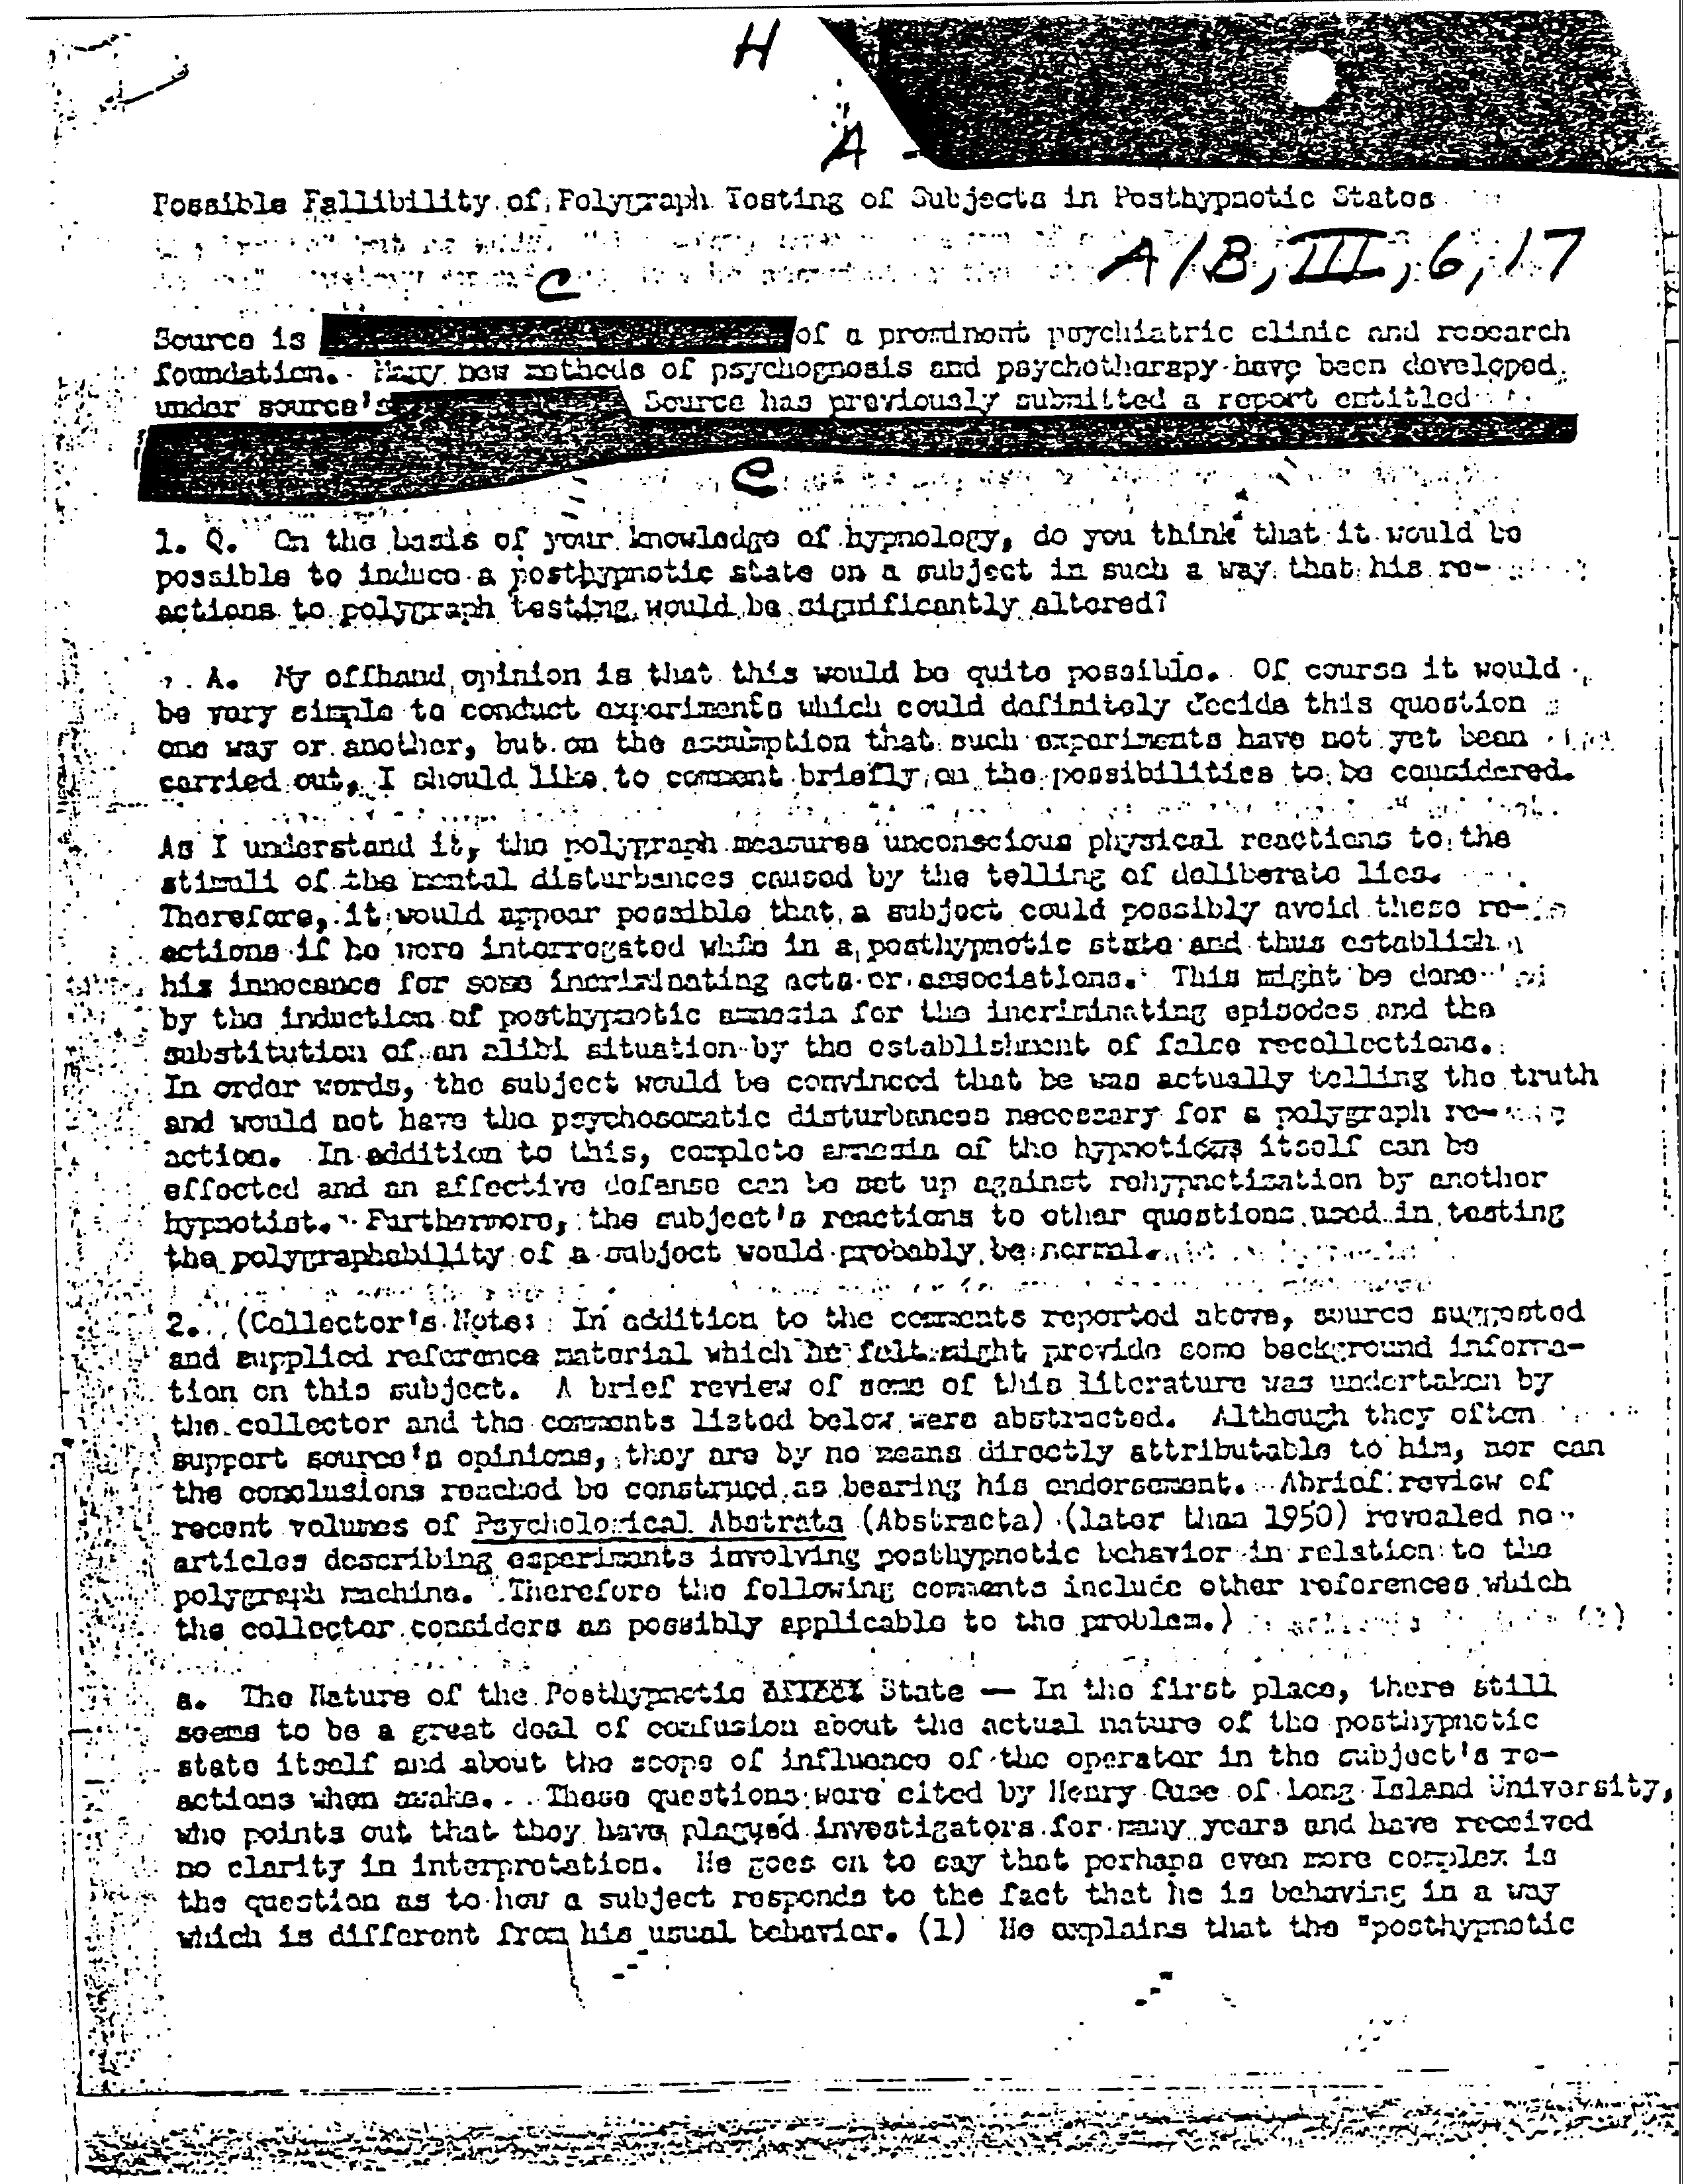 H
A -
Possible Fallibility of Polygraph Testing of Subjects in Posthypnotic States
A/B, III, 6, 17
C
Source is of a prominent psychiatric clinic and research
foundation. Many new methods of psychognosis and psychotherapy have been developed
under source's Source has previously submitted a report entitled
C
1. Q. On the basis of your knowledge of hypnology, do you think that it would be
possible to induce a posthypnotic state on a subject in such a way that his re-
actions to polygraph testing would be significantly altered?
A. My offhand opinion is that this would be quite possible. Of course it would
be very simple to conduct experiments which could definitely decide this question
one way or another, but on the assumption that such experiments have not yet been
carried out, I should like to comment briefly on the possibilities to be considered.
As I understand it, the polygraph measures unconscious physical reactions to the
stimuli of the mental disturbances caused by the telling of deliberate lies.
Therefore, it would appear possible that a subject could possibly avoid these re-
actions if he were interrogated while in a posthypnotic state and thus establish
his innocence for some incriminating acts or associations. This might be done
by the induction of posthypnotic amnesia for the incriminating episodes and the
substitution of an alibi situation by the establishment of false recollections.
In order words, the subject would be convinced that he was actually telling the truth
and would not have the psychosomatic disturbances necessary for a polygraph re-
action. In addition to this, complete amnesia of the itself can be
effected and an affective defense can be set up against rehypnotization by another
hypnotist. Furthermore, the subject's reactions to other questions used in testing
the polygraphability of a subject would probably be normal.
2. (Collector's Note: In addition to the comments reported above, source suggested
and supplied reference material which he felt might provide some background informa-
tion on this subject. A brief review of some of this literature was undertaken by
the collector and the comments listed below were abstracted. Although they often
support source's opinions, they are by no means directly attributable to him, nor can
the conclusions reached be construed as bearing his endorsement. Abrief review of
recent volumes of Psychological Abstrata (Abstracta) (later than 1950) revealed no
articles describing experiments involving posthypnotic behavior in relation to the
polygraph machine. Therefore the following comments include other references which
the collector considers as possibly applicable to the problem.)
a. The Nature of the Posthypnotic State — In the first place, there still
seems to be a great deal of confusion about the actual nature of the posthypnotic
state itself and about the scope of influence of the operator in the subject's re-
actions when awake. . . These questions were cited by Henry Guse of Long Island University,
who points out that they have plagued investigators for many years and have received
no clarity in interpretation. He goes on to say that perhaps even more complex is
the question as to how a subject responds to the fact that he is behaving in a way
which is different from his usual behavior. (1) He explains that the "posthypnotic